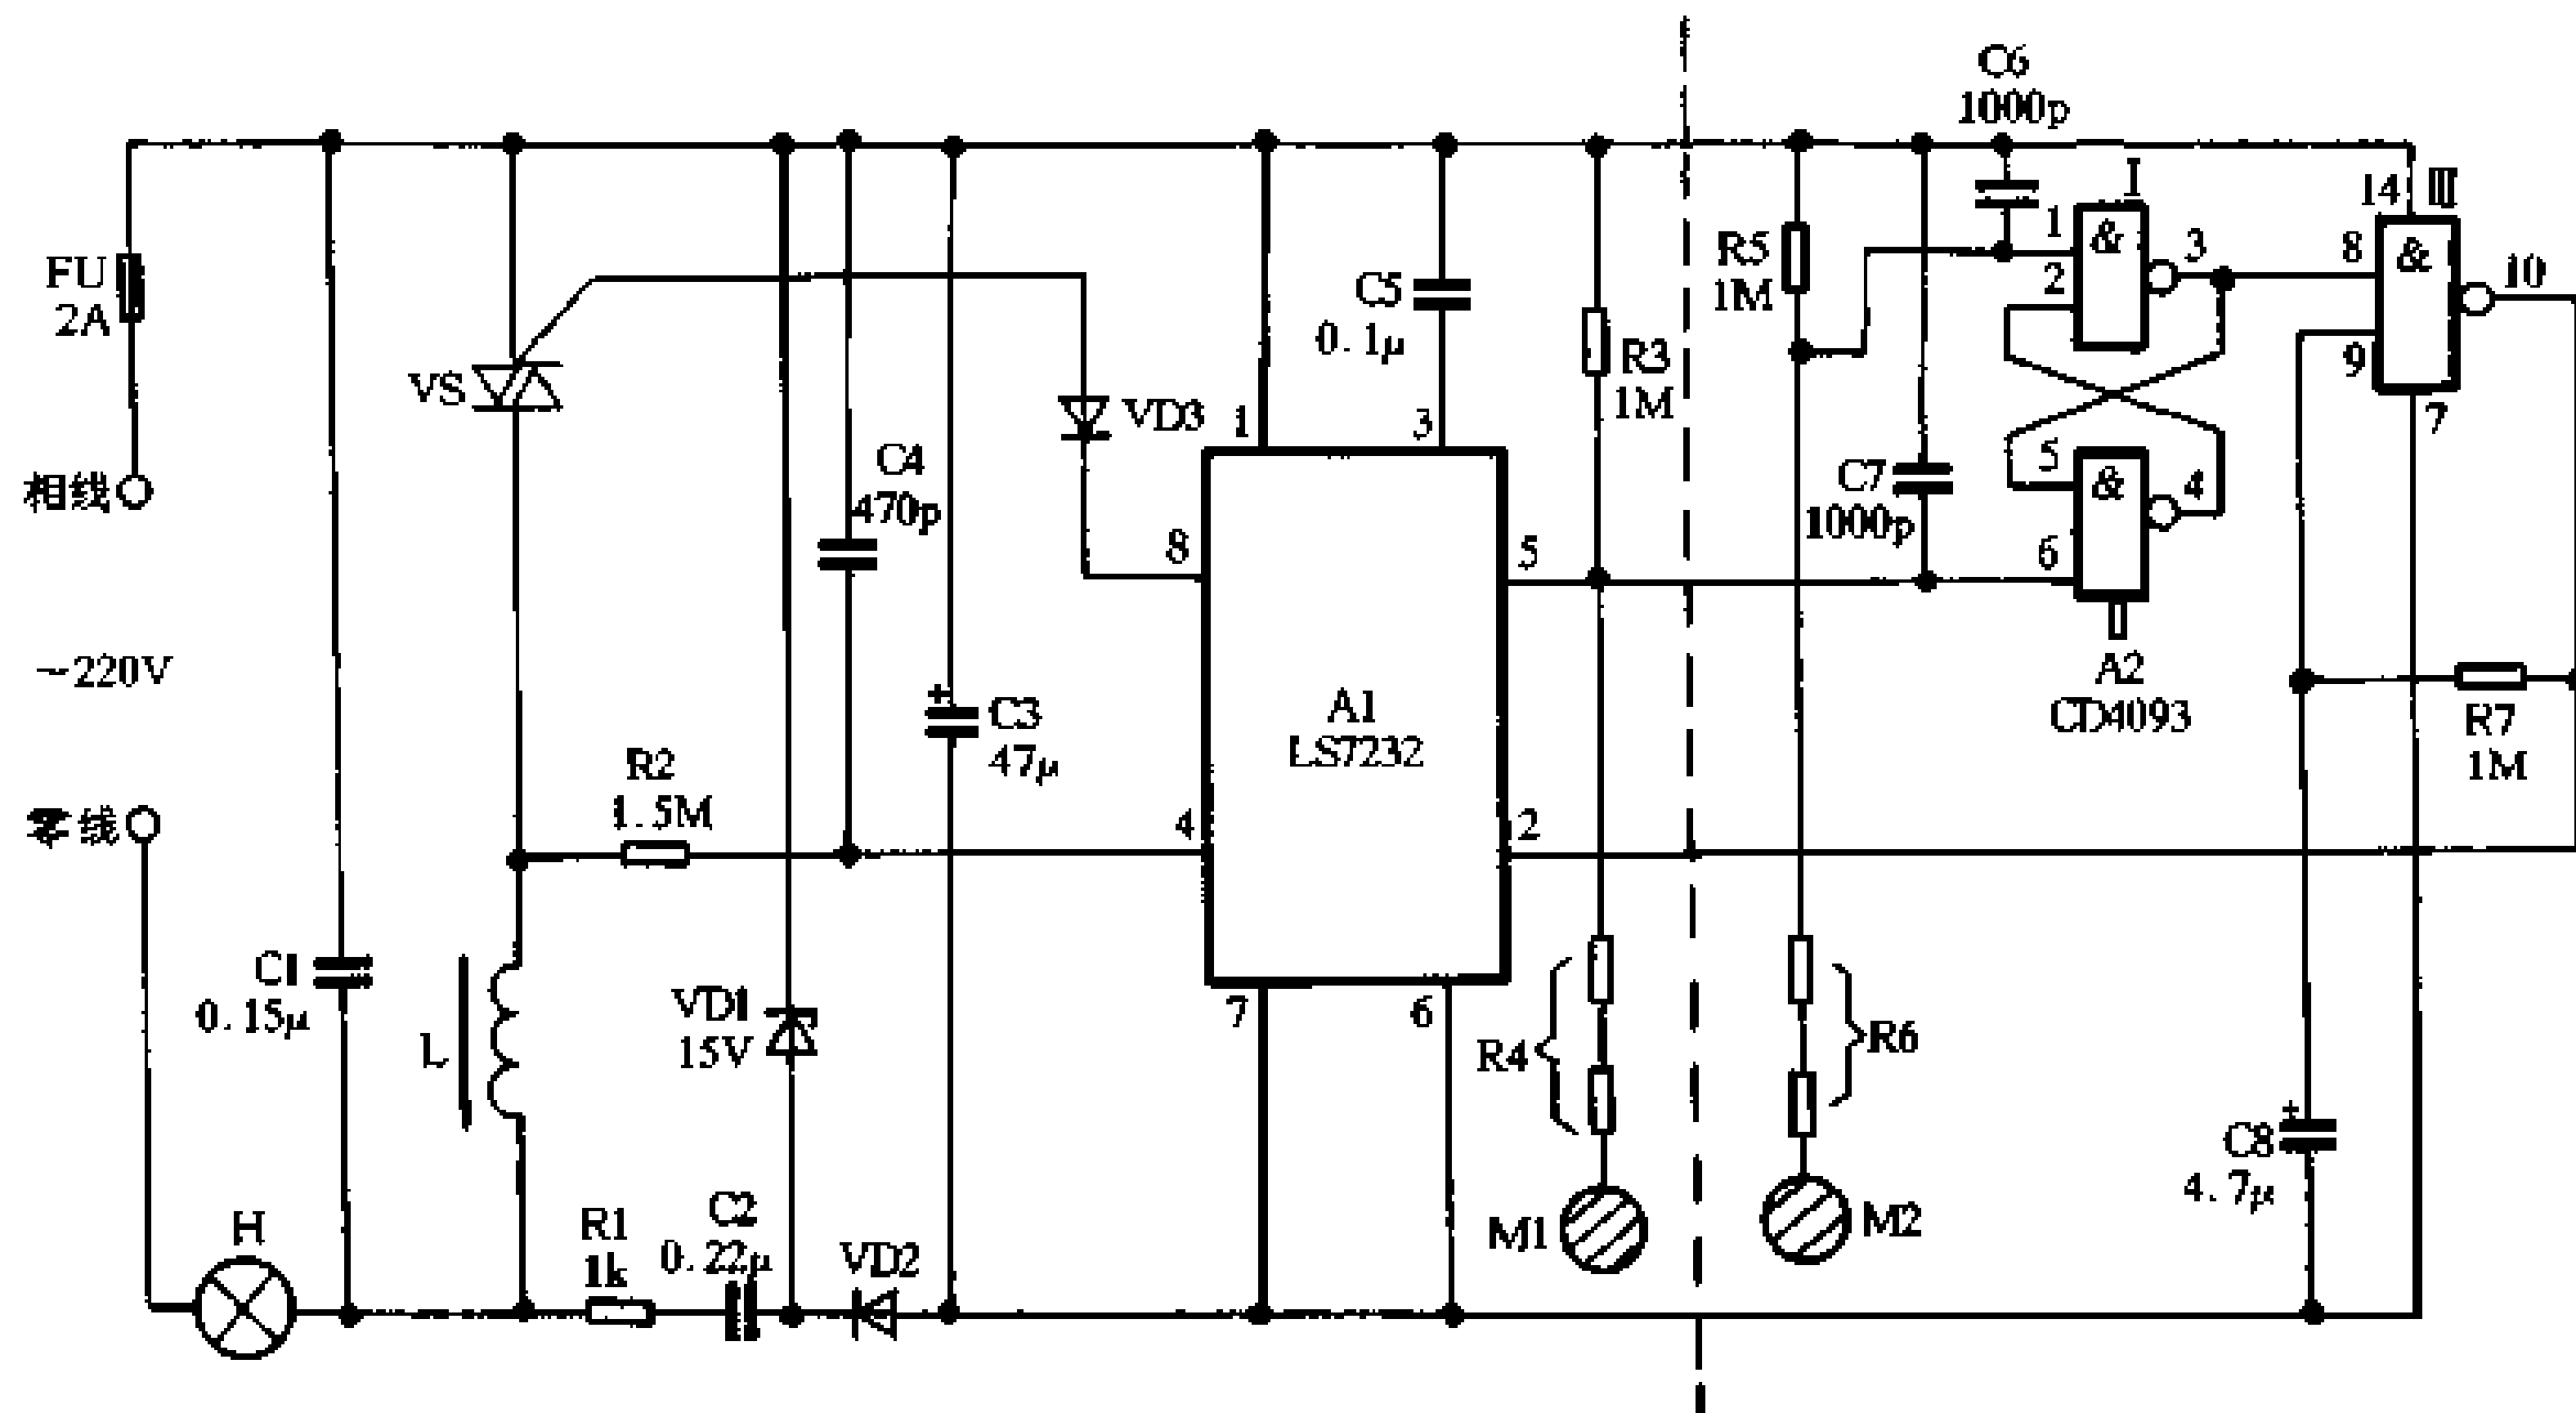 C6
1000p
I
14
III
FU
2A
R5
1M
1
2
3
8
9
10
7
C5
0.1μ
R3
1M
VS
VD3
1
3
C4
470p
相线
8
5
C7
1000p
5
6
4
~220V
A1
LS7232
A2
CD4093
R7
1M
C3
47μ
+
R2
1.5M
零线
4
2
C1
0.15μ
L
VD1
15V
7
6
R4
R6
+
C8
4.7μ
H
R1
1k
C2
0.22μ
VD2
M1
M2
&
&
&